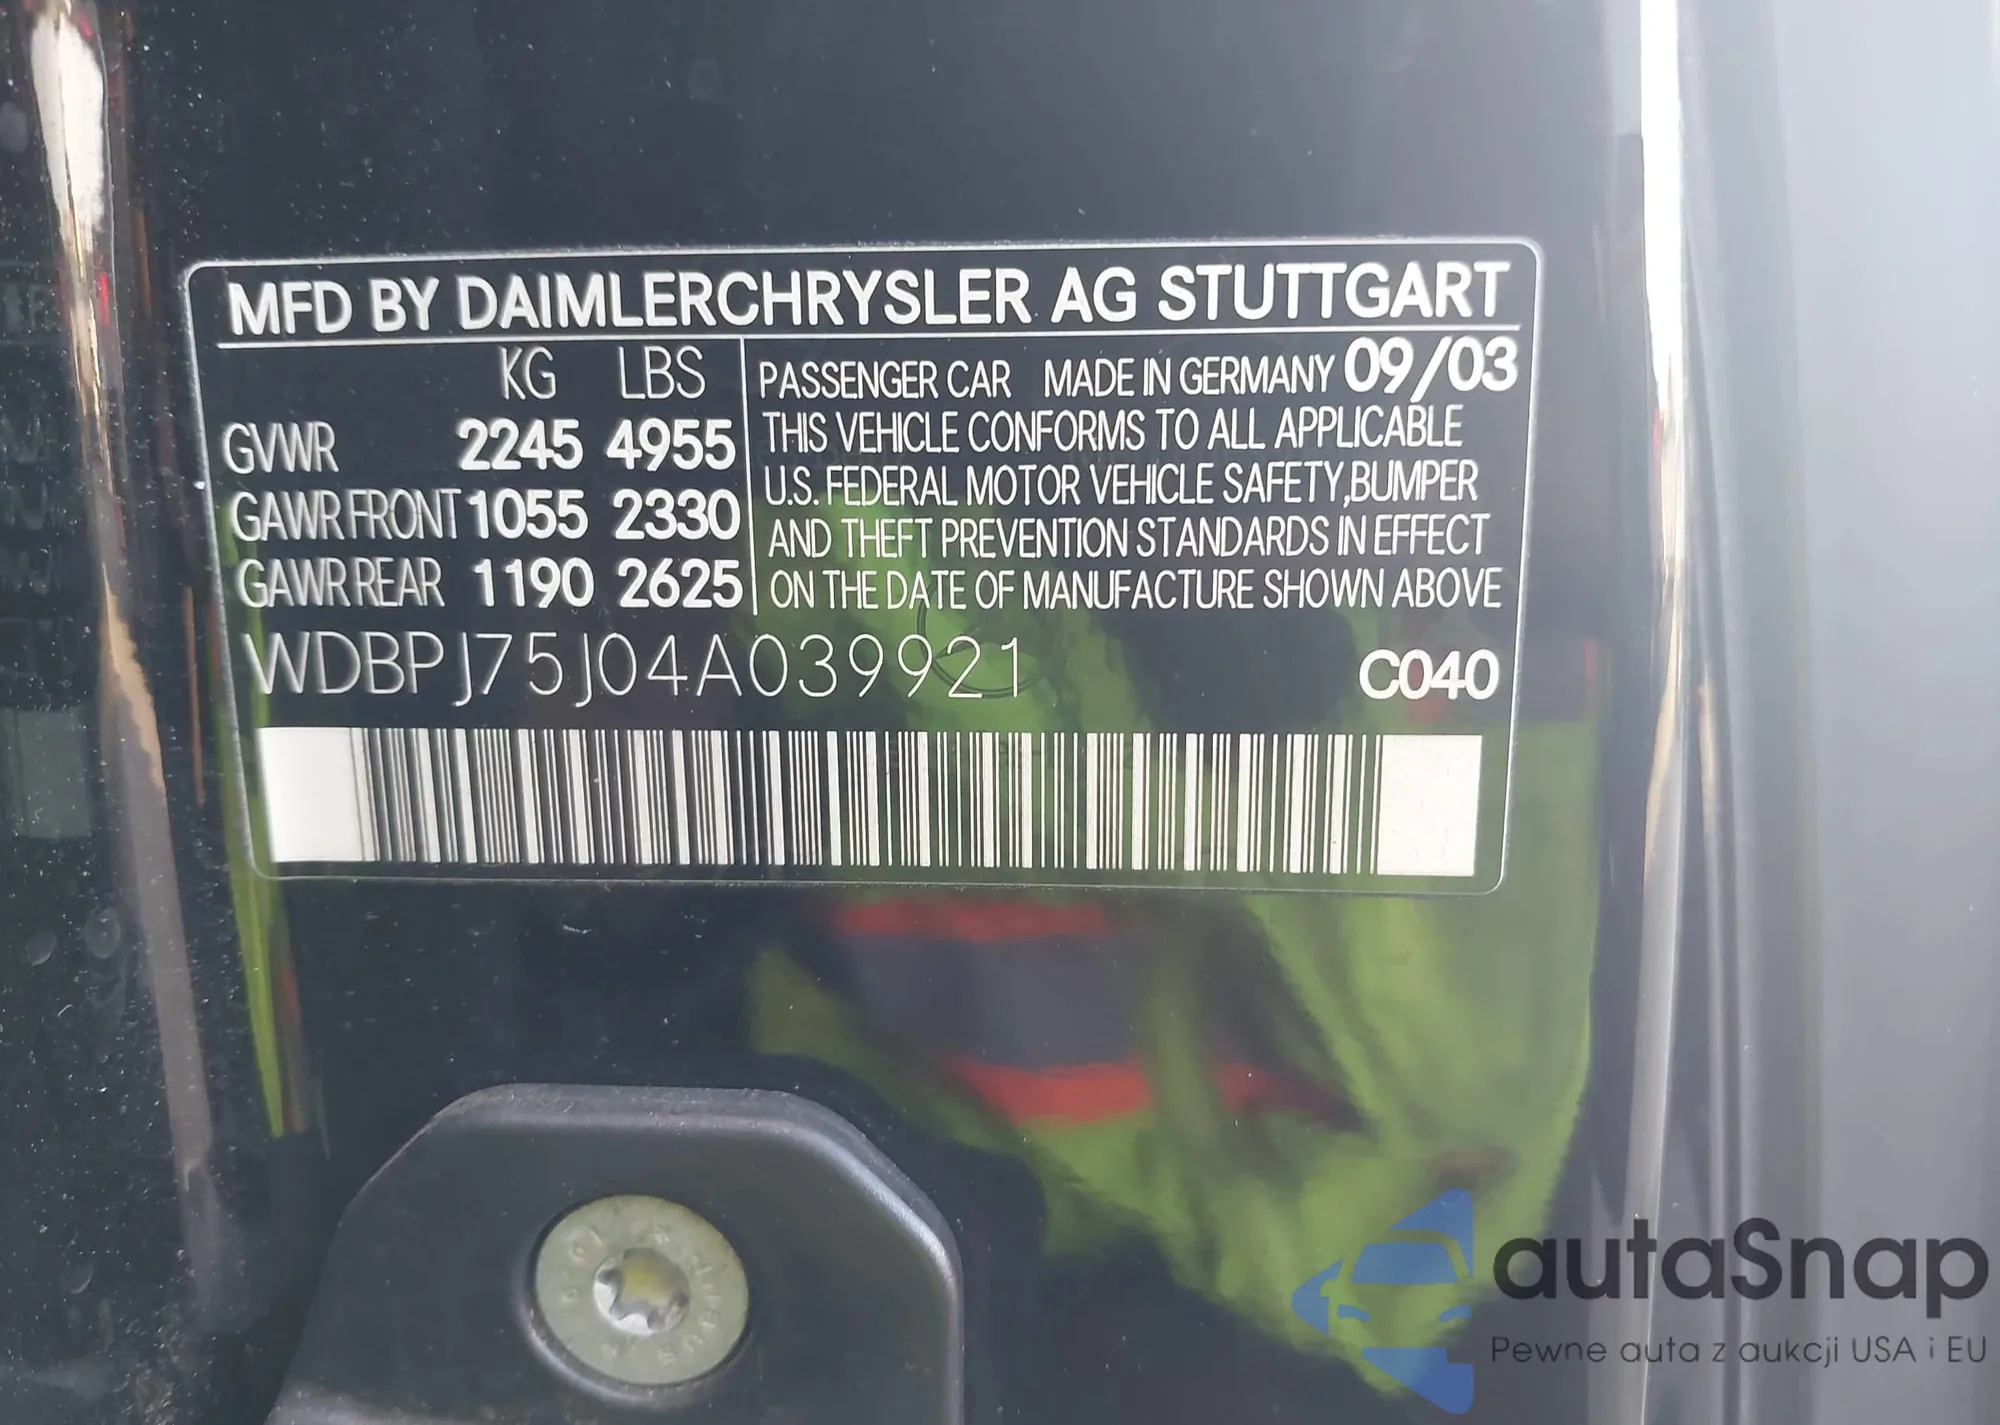 MFD BY DAIMLERCHRYSLER AG STUTTGART
KG LBS
GVWR 2245 4955
GAWR FRONT 1055 2330
GAWR REAR 1190 2625
PASSENGER CAR MADE IN GERMANY 09/03
THIS VEHICLE CONFORMS TO ALL APPLICABLE
U.S. FEDERAL MOTOR VEHICLE SAFETY,BUMPER
AND THEFT PREVENTION STANDARDS IN EFFECT
ON THE DATE OF MANUFACTURE SHOWN ABOVE
WDBPJ75J04A039921 C040
autaSnap
Pewne auta z aukcji USA i EU